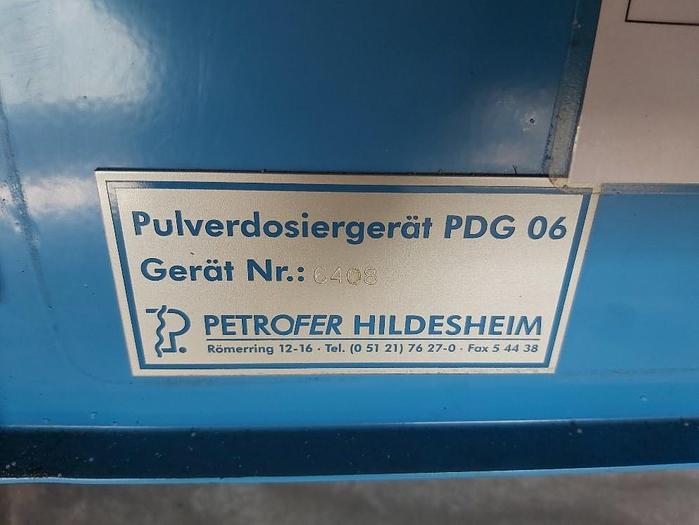 Pulverdosiergerät PDG 06
Gerät Nr.: 6408
PETROFER HILDESHEIM
Römerring 12-16 · Tel. (0 51 21) 76 27-0 · Fax 5 44 38